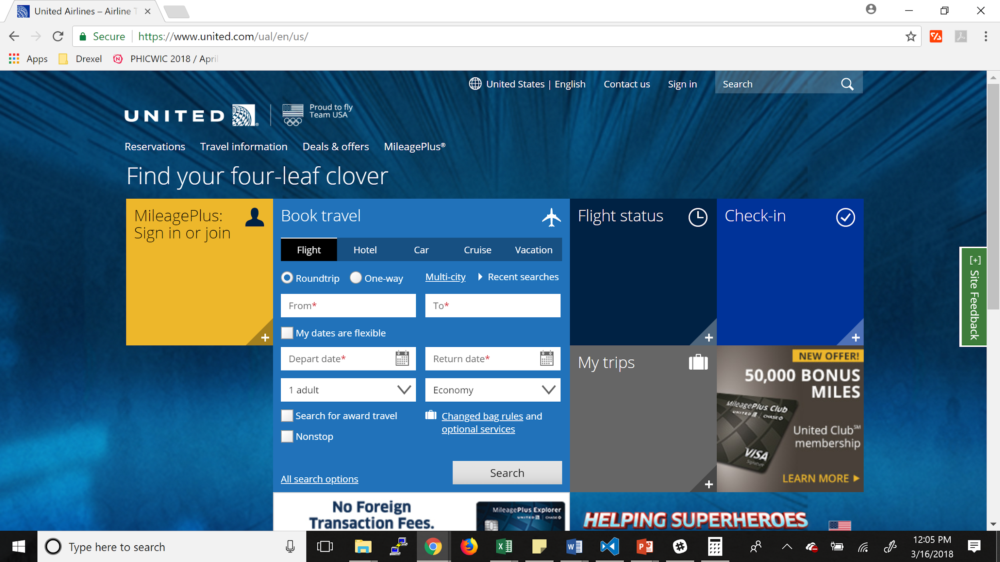 United Airlines – Airline T
Secure https://www.united.com/ual/en/us/
Apps Drexel PHICWIC 2018 / April
United States | English Contact us Sign in Search
UNITED
Proud to fly
Team USA
Reservations Travel information Deals & offers MileagePlus®
Find your four-leaf clover
MileagePlus:
Sign in or join
Book travel
Flight Hotel Car Cruise Vacation
Roundtrip One-way Multi-city Recent searches
From* To*
My dates are flexible
Depart date* Return date*
1 adult Economy
Search for award travel
Nonstop
Changed bag rules and
optional services
All search options
Search
Flight status
Check-in
My trips
NEW OFFER!
50,000 BONUS
MILES
MileagePlus Club
UNITED CHASE
VISA
Signature
United Club℠
membership
LEARN MORE
[+] Site Feedback
No Foreign
Transaction Fees.
MileagePlus Explorer
UNITED CHASE
HELPING SUPERHEROES
Type here to search
12:05 PM
3/16/2018